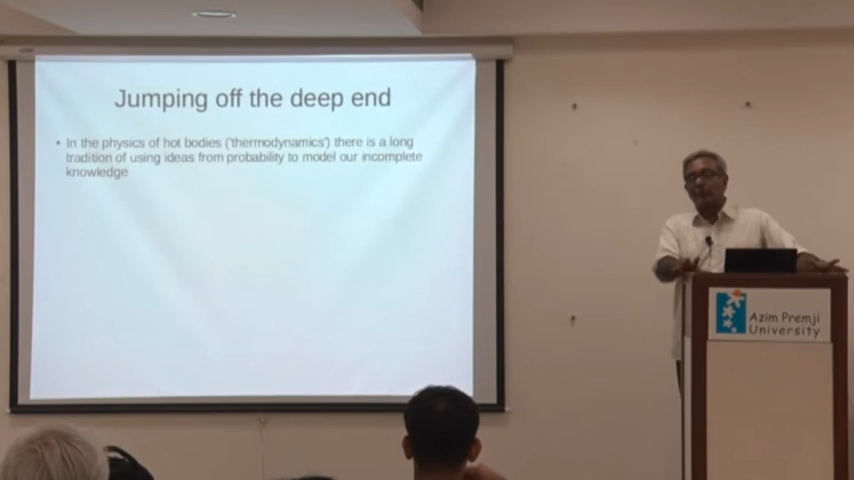 Jumping off the deep end
• In the physics of hot bodies ('thermodynamics') there is a long
tradition of using ideas from probability to model our incomplete
knowledge
Azim Premji
University